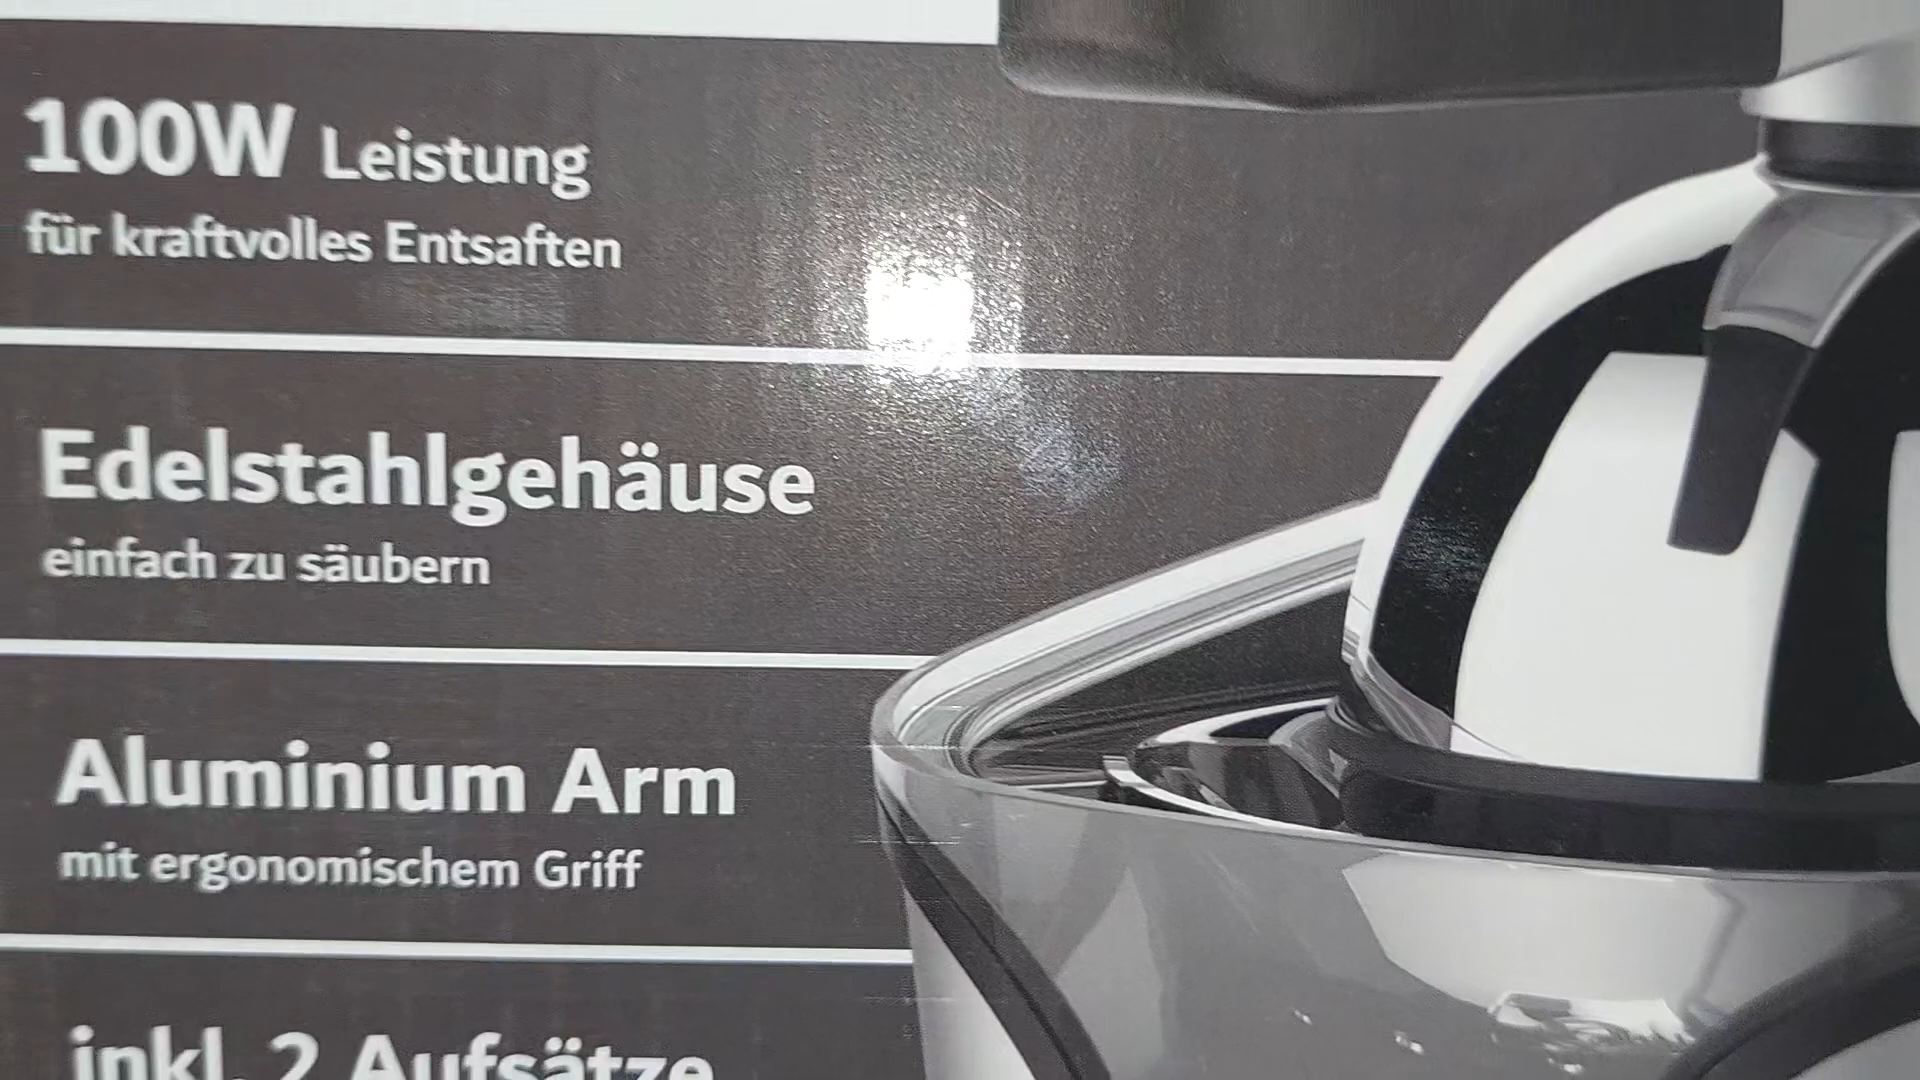 100W Leistung
für kraftvolles Entsaften
Edelstahlgehäuse
einfach zu säubern
Aluminium Arm
mit ergonomischem Griff
inkl. 2 Aufsätze